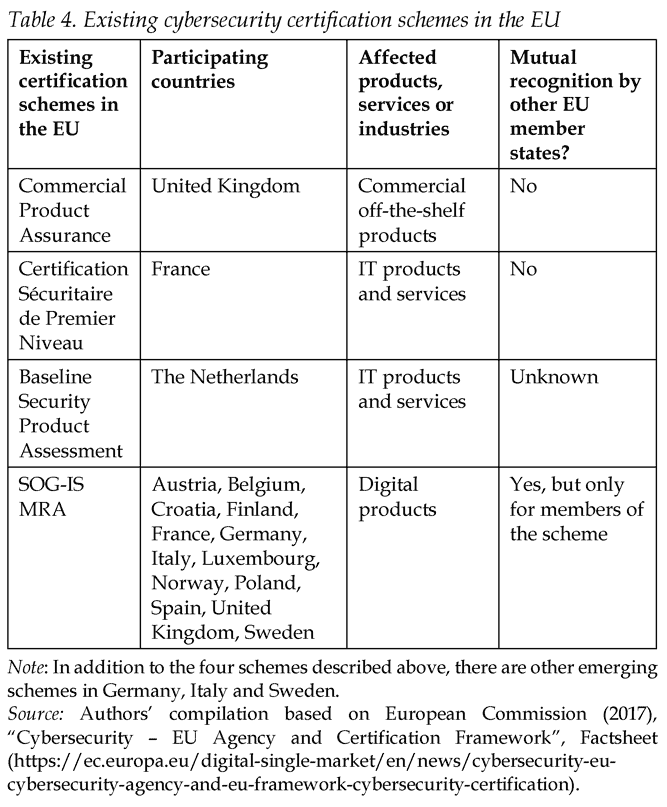 Table 4. Existing cybersecurity certification schemes in the EU
Existing
certification
schemes in
the EU
Participating
countries
Affected
products,
services or
industries
Mutual
recognition by
other EU
member
states?
Commercial
Product
Assurance
United Kingdom
Commercial
off-the-shelf
products
No
Certification
Sécuritaire
de Premier
Niveau
France
IT products
and services
No
Baseline
Security
Product
Assessment
The Netherlands
IT products
and services
Unknown
SOG-IS
MRA
Austria, Belgium,
Croatia, Finland,
France, Germany,
Italy, Luxembourg,
Norway, Poland,
Spain, United
Kingdom, Sweden
Digital
products
Yes, but only
for members of
the scheme
Note: In addition to the four schemes described above, there are other emerging
schemes in Germany, Italy and Sweden.
Source: Authors’ compilation based on European Commission (2017),
“Cybersecurity – EU Agency and Certification Framework”, Factsheet
(https://ec.europa.eu/digital-single-market/en/news/cybersecurity-eu-
cybersecurity-agency-and-eu-framework-cybersecurity-certification).